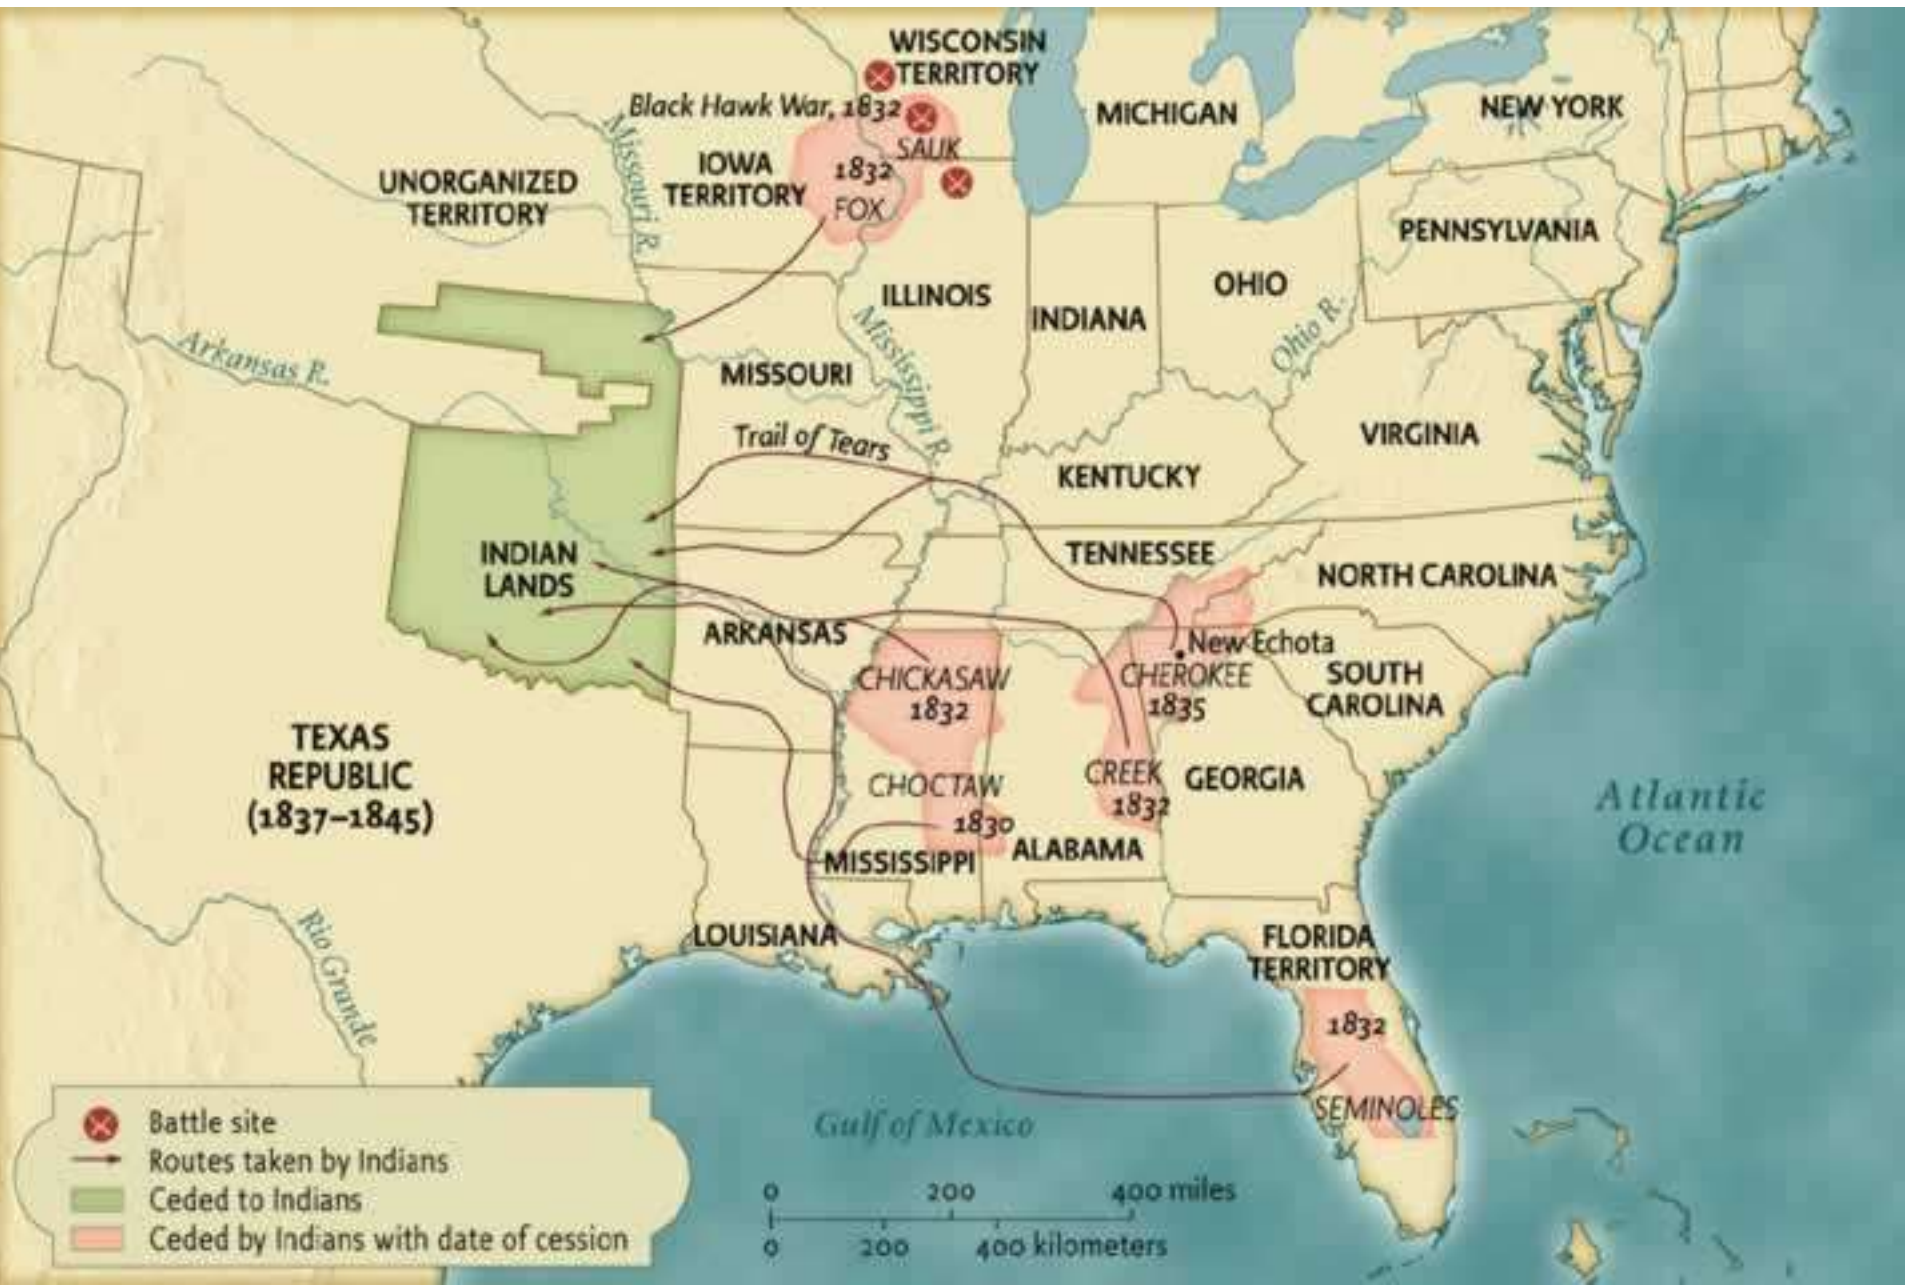 WISCONSIN
TERRITORY
Black Hawk War, 1832
SAUK
1832
FOX
IOWA
TERRITORY
UNORGANIZED
TERRITORY
Missouri R.
MICHIGAN
NEW YORK
PENNSYLVANIA
ILLINOIS
INDIANA
OHIO
Ohio R.
Arkansas R.
MISSOURI
Mississippi R.
Trail of Tears
KENTUCKY
VIRGINIA
INDIAN
LANDS
TENNESSEE
NORTH CAROLINA
ARKANSAS
New Echota
CHICKASAW
1832
CHEROKEE
1835
SOUTH
CAROLINA
TEXAS
REPUBLIC
(1837–1845)
CHOCTAW
1830
CREEK
1832
GEORGIA
MISSISSIPPI
ALABAMA
Atlantic
Ocean
LOUISIANA
FLORIDA
TERRITORY
Rio Grande
1832
SEMINOLES
Gulf of Mexico
Battle site
Routes taken by Indians
Ceded to Indians
Ceded by Indians with date of cession
0 200 400 miles
0 200 400 kilometers